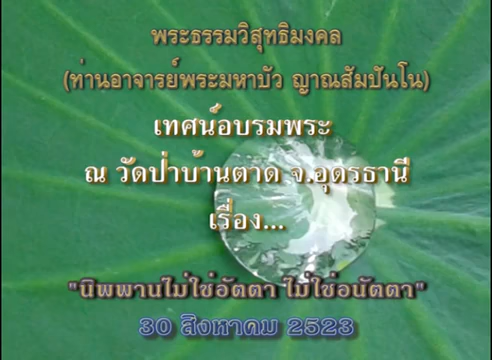 พระธรรมวิสุทธิมงคล
(ท่านอาจารย์พระมหาบัว ญาณสัมปันโน)
เทศน์อบรมพระ
ณ วัดป่าบ้านตาด จ.อุดรธานี
เรื่อง...
"นิพพานไม่ใช่อัตตา ไม่ใช่อนัตตา"
30 สิงหาคม 2523